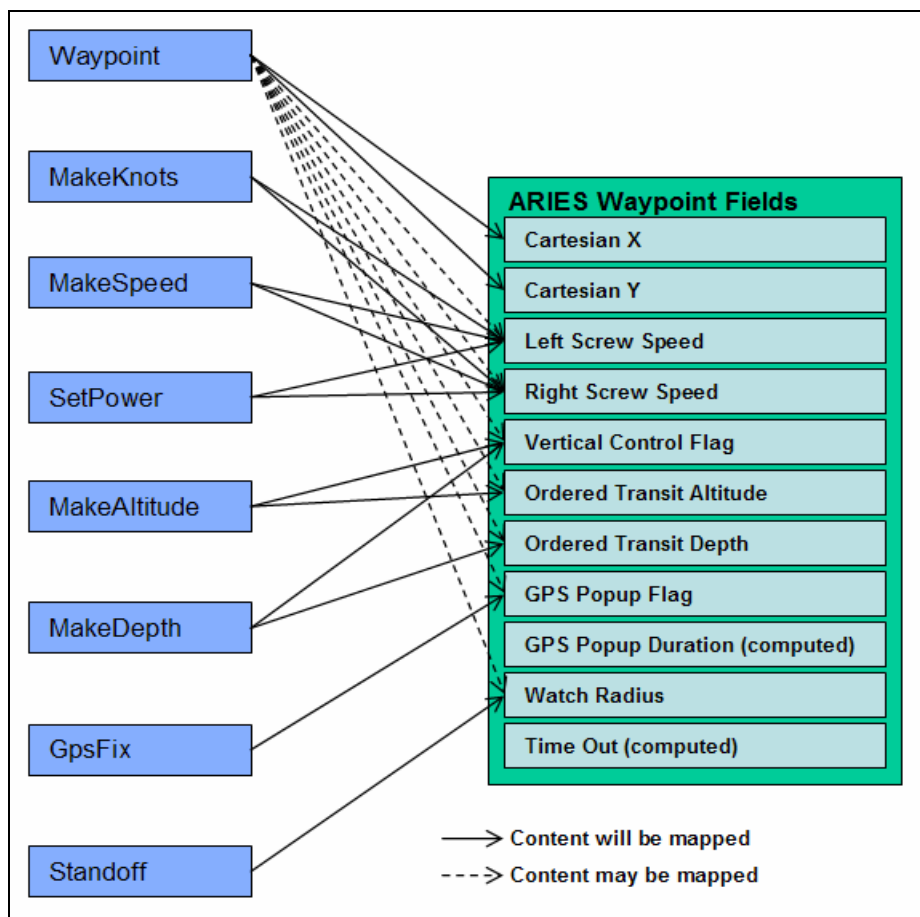 Waypoint
MakeKnots
MakeSpeed
SetPower
MakeAltitude
MakeDepth
GpsFix
Standoff
ARIES Waypoint Fields
Cartesian X
Cartesian Y
Left Screw Speed
Right Screw Speed
Vertical Control Flag
Ordered Transit Altitude
Ordered Transit Depth
GPS Popup Flag
GPS Popup Duration (computed)
Watch Radius
Time Out (computed)
Content will be mapped
Content may be mapped